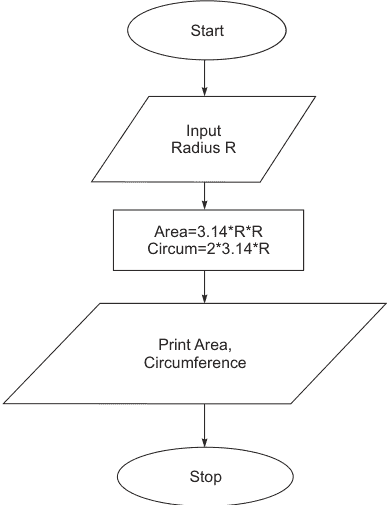 Start
Input
Radius R
Area=3.14*R*R
Circum=2*3.14*R
Print Area,
Circumference
Stop